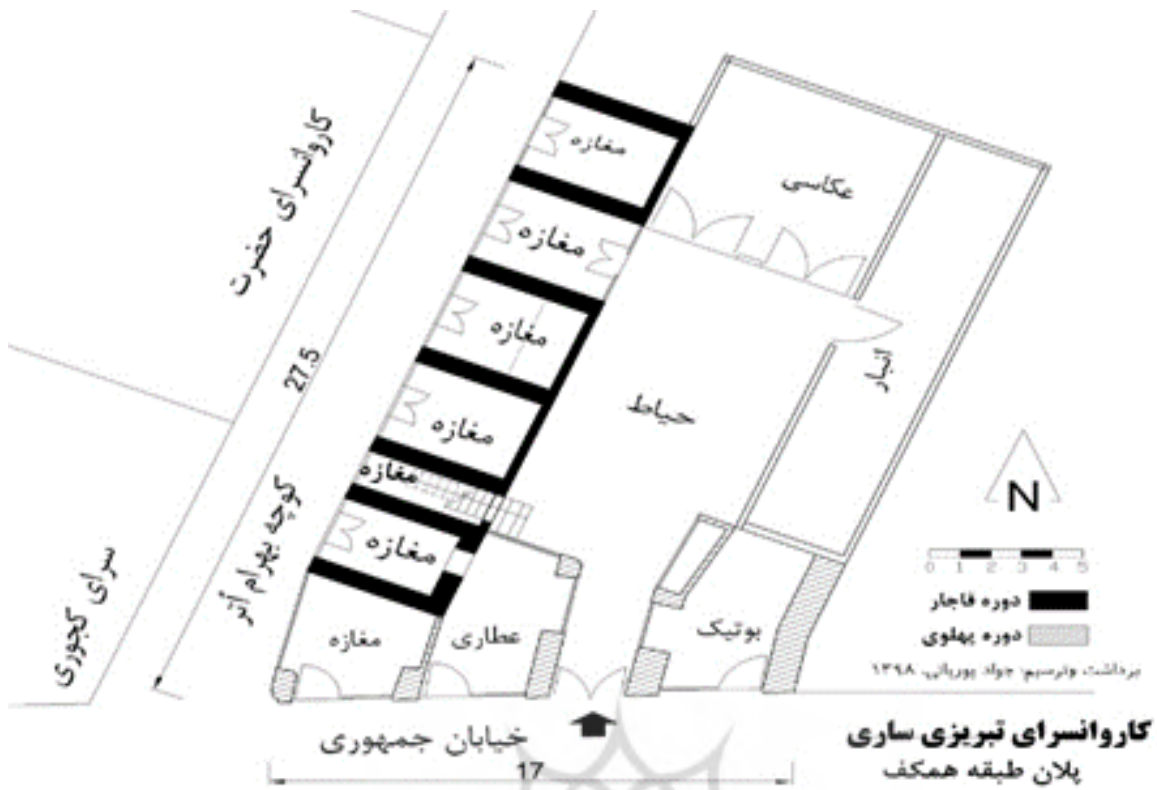 کاروانسرای حضرت
مغازه
عکاسی
مغازه
مغازه
انبار
27.5
حیاط
مغازه
مغازه
کوچه بهرام اتر
مغازه
N
0 1 2 3 4 5
دوره قاجار
سرای کجوری
مغازه
عطاری
بوتیک
دوره پهلوی
برداشت وترسیم: جواد پوربائی، ۱۳۹۸
خیابان جمهوری
کاروانسرای تبریزی ساری
17
پلان طبقه همکف